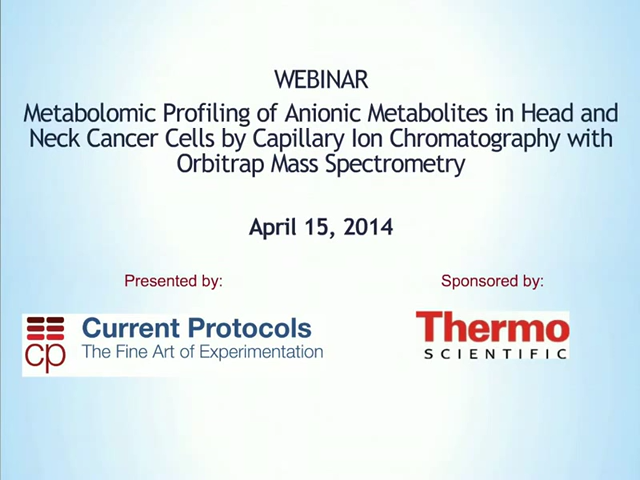 WEBINAR
Metabolomic Profiling of Anionic Metabolites in Head and
Neck Cancer Cells by Capillary Ion Chromatography with
Orbitrap Mass Spectrometry
April 15, 2014
Presented by:
Sponsored by:
cp
Current Protocols
The Fine Art of Experimentation
Thermo
SCIENTIFIC